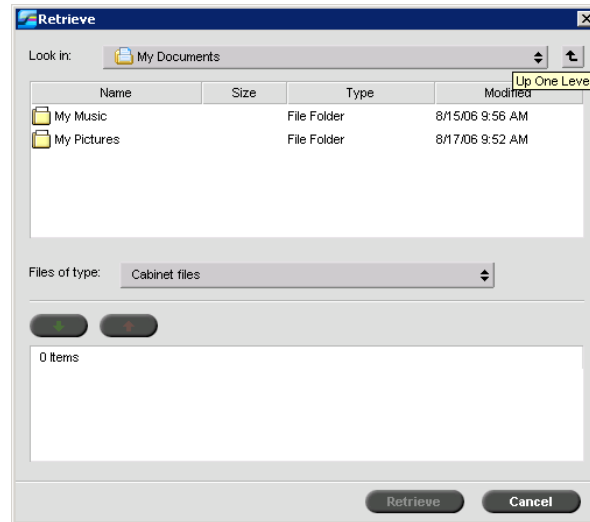 Retrieve
Look in: My Documents
Up One Leve
Name Size Type Modified
My Music File Folder 8/15/06 9:56 AM
My Pictures File Folder 8/17/06 9:52 AM
Files of type: Cabinet files
0 Items
Retrieve Cancel